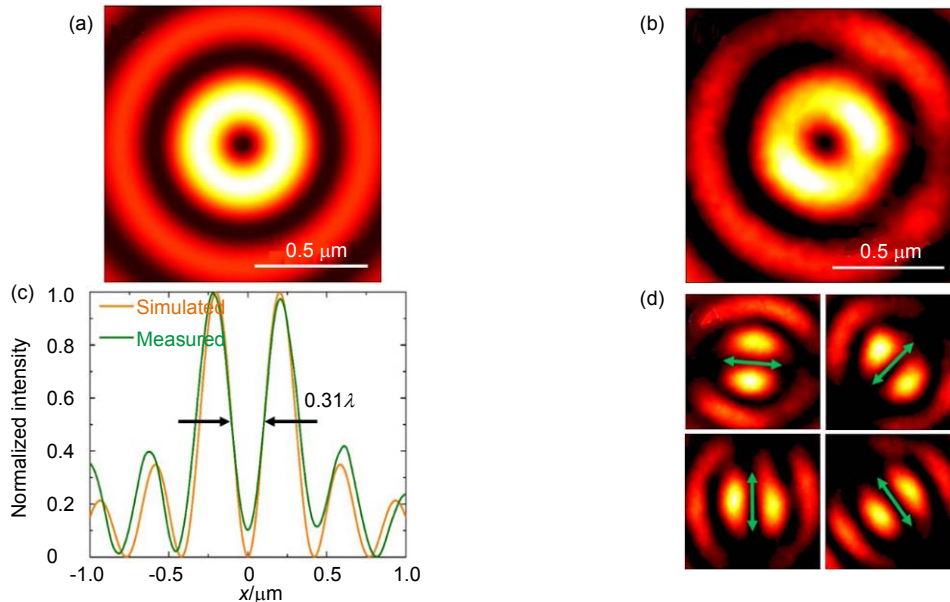 (a)
0.5 μm
(b)
0.5 μm
(c)
1.0
0.8
0.6
0.4
0.2
0
Normalized intensity
Simulated
Measured
0.31λ
-1.0
-0.5
0
0.5
1.0
x/μm
(d)